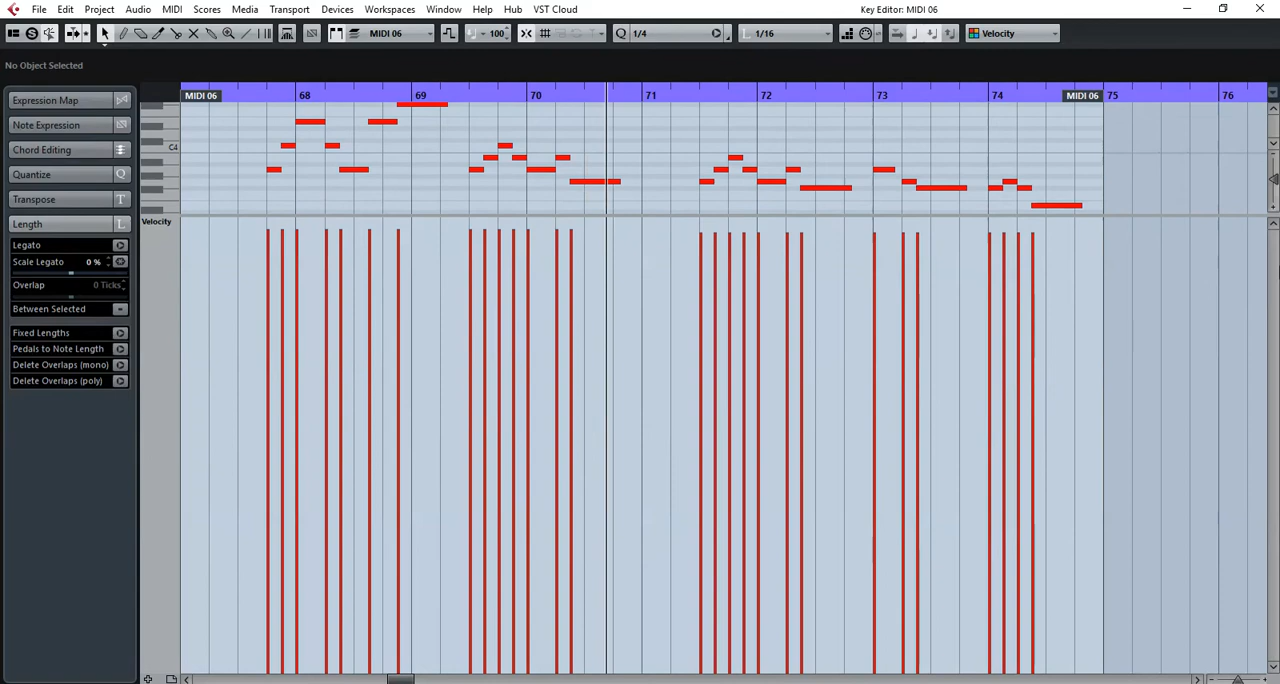 File Edit Project Audio MIDI Scores Media Transport Devices Workspaces Window Help Hub VST Cloud Key Editor: MIDI 06
MIDI 06 100 Q 1/4 L 1/16 Velocity
No Object Selected
Expression Map
Note Expression
Chord Editing
Quantize Q
Transpose T
Length L
Legato
Scale Legato 0 %
Overlap 0 Ticks
Between Selected
Fixed Lengths
Pedals to Note Length
Delete Overlaps (mono)
Delete Overlaps (poly)
MIDI 06 68 69 70 71 72 73 74 MIDI 06 75 76
C4
Velocity